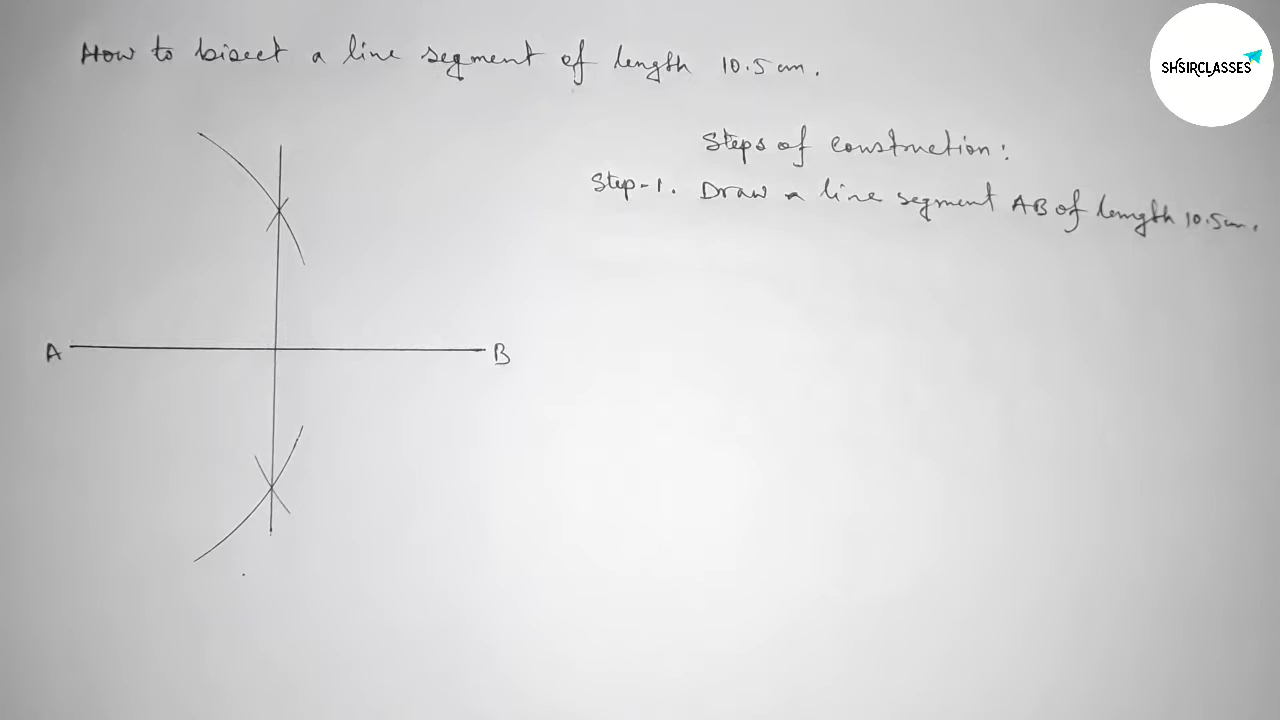 How to bisect a line segment of length 10.5 cm.
SHSIRCLASSES
Steps of construction:
Step-1. Draw a line segment AB of length 10.5cm.
A
B